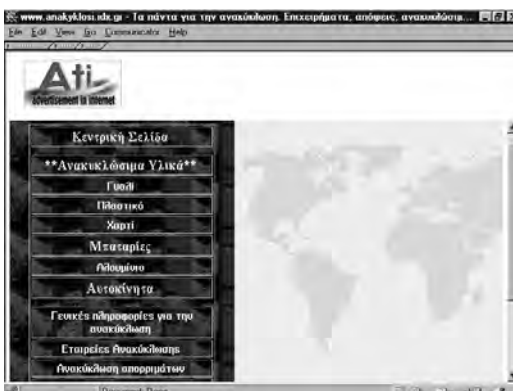 www.anakyklosi.idx.gr - Τα πάντα για την ανακύκλωση. Επιχειρήματα, απόψεις, ανακυκλώσιμ...
File Edit View Go Communicator Help
Ati
advertisement in internet
Κεντρική Σελίδα
**Ανακυκλώσιμα Υλικά**
Γυαλί
Πλαστικό
Χαρτί
Μπαταρίες
Αλουμίνιο
Αυτοκίνητα
Γενικές πληροφορίες για την
ανακύκλωση
Εταιρείες Ανακύκλωσης
Ανακύκλωση απορριμάτων
Document: Done